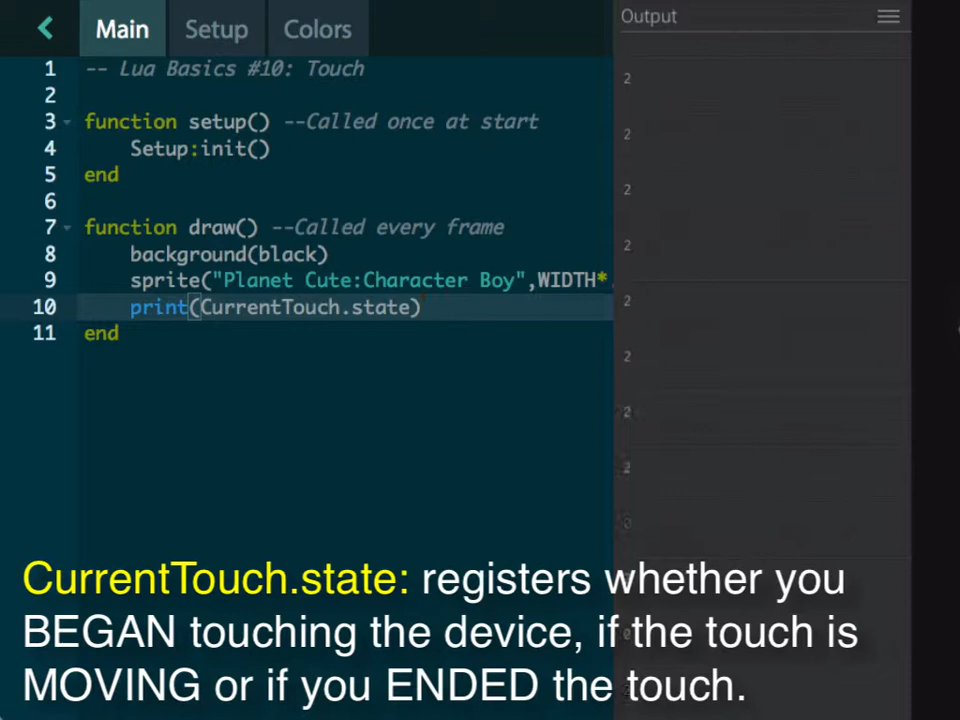 Main Setup Colors Output
1 -- Lua Basics #10: Touch
2
3 function setup() --Called once at start
4 Setup:init()
5 end
6
7 function draw() --Called every frame
8 background(black)
9 sprite("Planet Cute:Character Boy",WIDTH*
10 print(CurrentTouch.state)
11 end
2
2
2
2
2
2
2
2
0
0
CurrentTouch.state: registers whether you
BEGAN touching the device, if the touch is
MOVING or if you ENDED the touch.